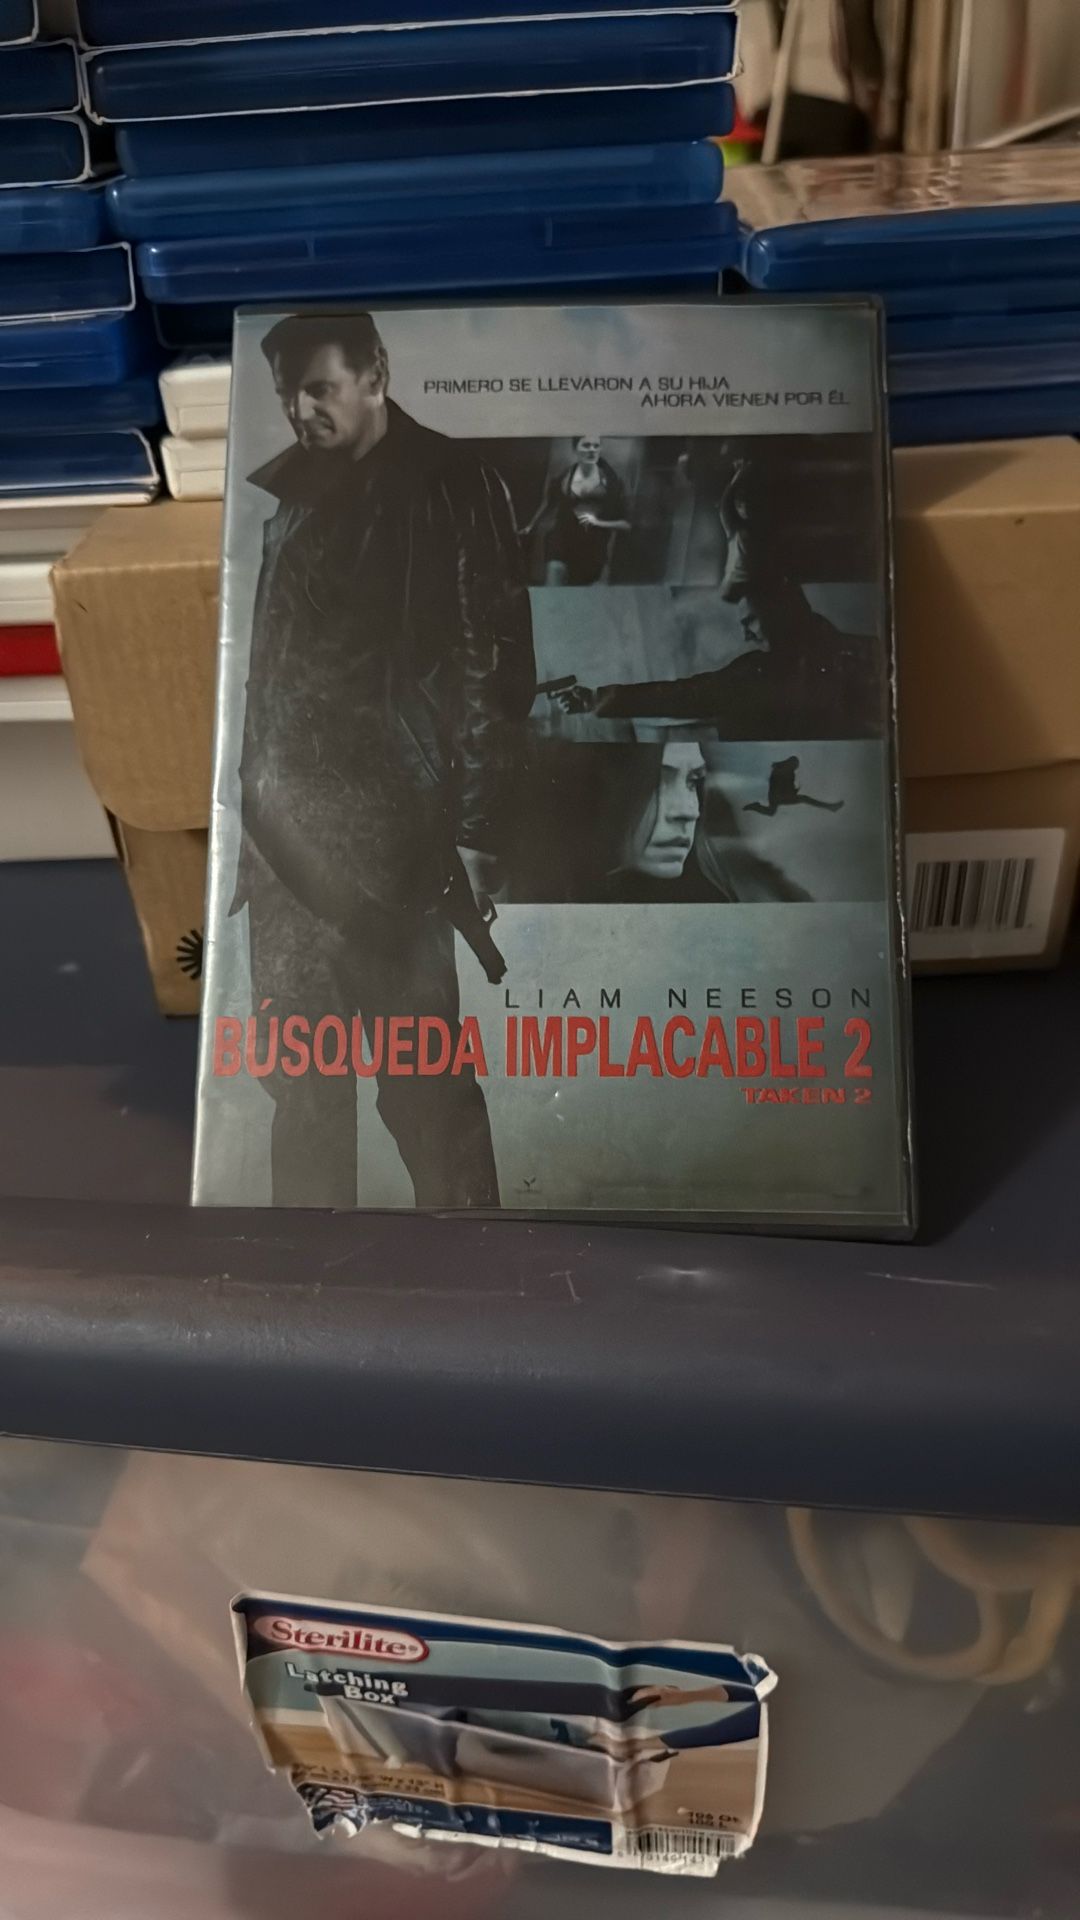 PRIMERO SE LLEVARON A SU HIJA
AHORA VIENEN POR ÉL
LIAM NEESON
BÚSQUEDA IMPLACABLE 2
TAKEN 2
Sterilite®
Latching
Box